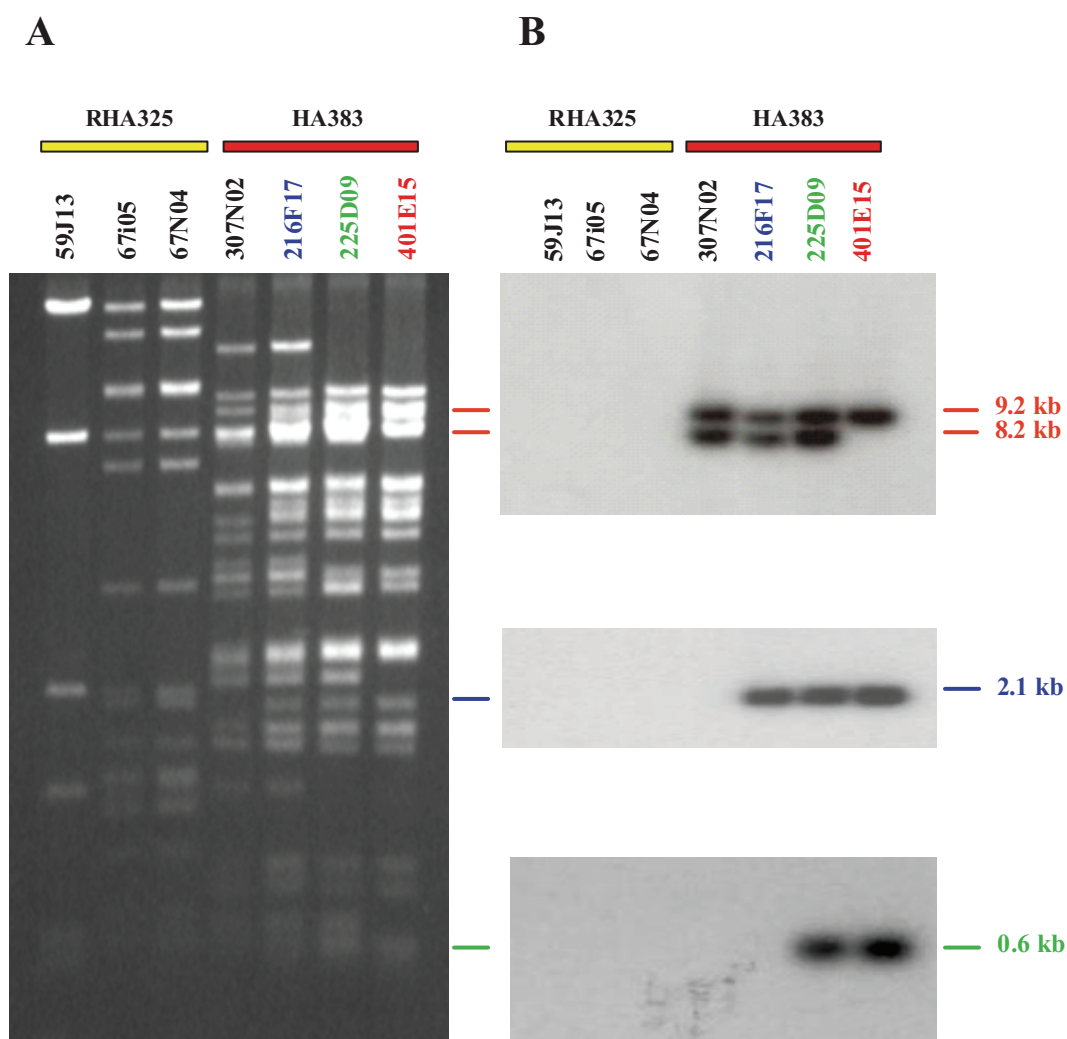 A
B
RHA325 HA383
RHA325 HA383
59J13 67i05 67N04 307N02 216F17 225D09 401E15
59J13 67i05 67N04 307N02 216F17 225D09 401E15
9.2 kb
8.2 kb
2.1 kb
0.6 kb